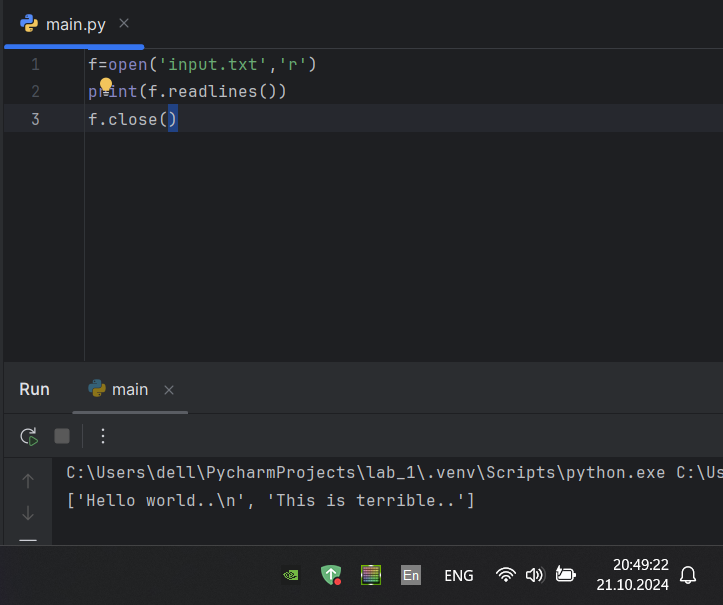 main.py
1 f=open('input.txt','r')
2 print(f.readlines())
3 f.close()
Run main
C:\Users\dell\PycharmProjects\lab_1\.venv\Scripts\python.exe C:\Us
['Hello world..\n', 'This is terrible..']
En ENG 20:49:22
21.10.2024